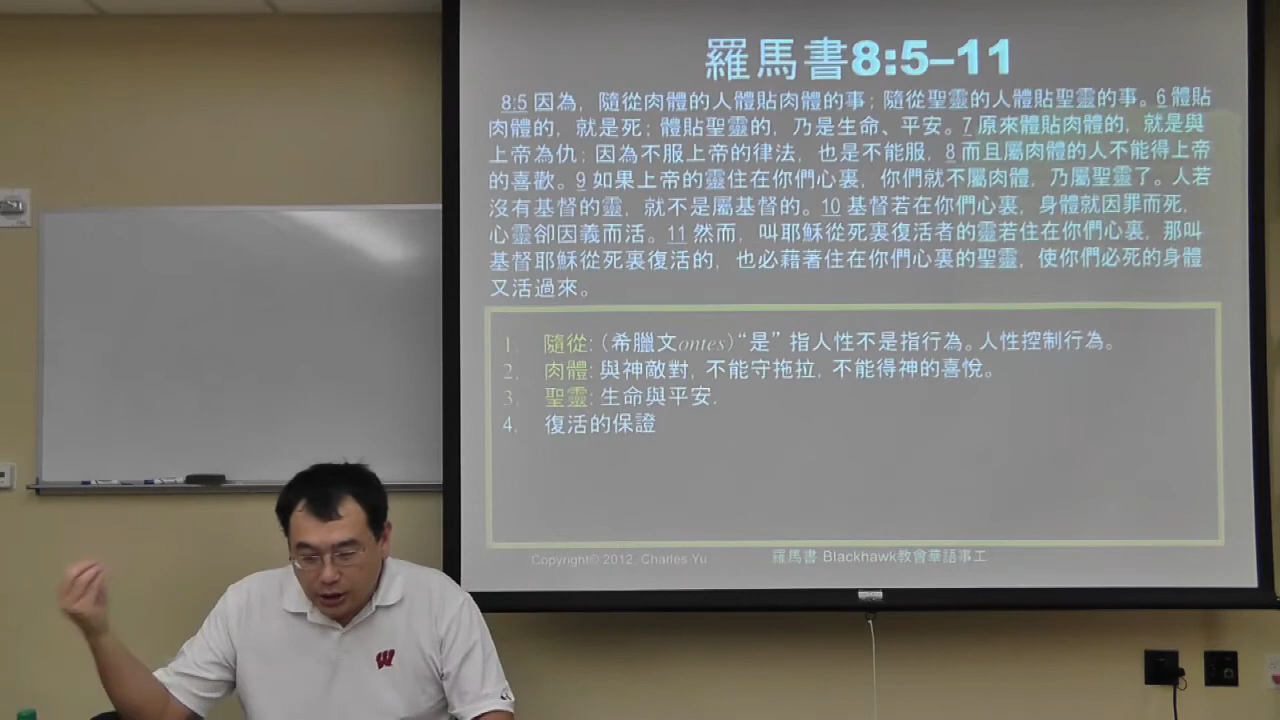 羅馬書8:5–11
8:5 因為，隨從肉體的人體貼肉體的事；隨從聖靈的人體貼聖靈的事。6 體貼
肉體的，就是死；體貼聖靈的，乃是生命、平安。7 原來體貼肉體的，就是與
上帝為仇；因為不服上帝的律法，也是不能服，8 而且屬肉體的人不能得上帝
的喜歡。9 如果上帝的靈住在你們心裏，你們就不屬肉體，乃屬聖靈了。人若
沒有基督的靈，就不是屬基督的。10 基督若在你們心裏，身體就因罪而死，
心靈卻因義而活。11 然而，叫耶穌從死裏復活者的靈若住在你們心裏，那叫
基督耶穌從死裏復活的，也必藉著住在你們心裏的聖靈，使你們必死的身體
又活過來。
1. 隨從: (希臘文ontes) “是” 指人性不是指行為。人性控制行為。
2. 肉體: 與神敵對，不能守拖拉，不能得神的喜悅。
3. 聖靈: 生命與平安.
4. 復活的保證
Copyright© 2012, Charles Yu
羅馬書 Blackhawk教會華語事工
W